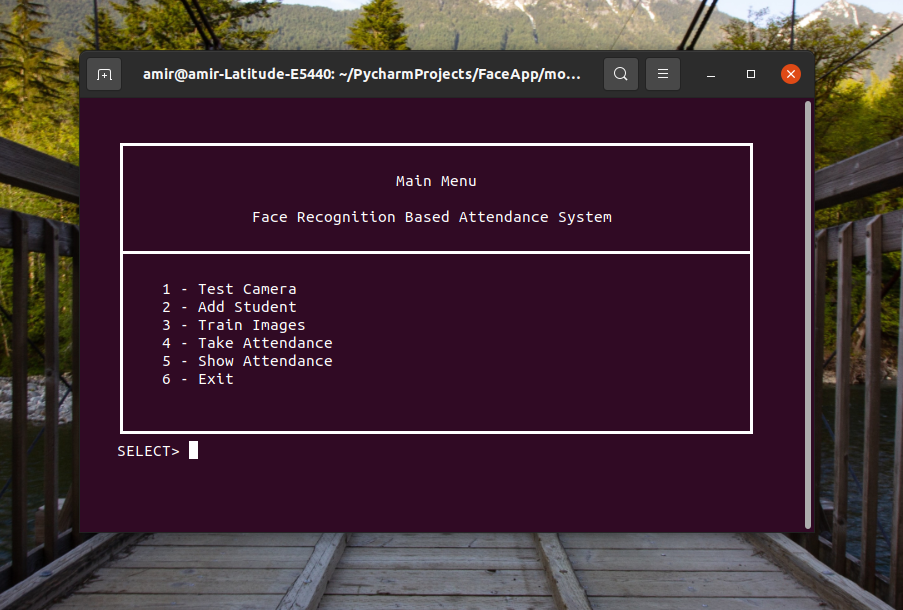 amir@amir-Latitude-E5440: ~/PycharmProjects/FaceApp/mo...
Main Menu
Face Recognition Based Attendance System
1 - Test Camera
2 - Add Student
3 - Train Images
4 - Take Attendance
5 - Show Attendance
6 - Exit
SELECT>